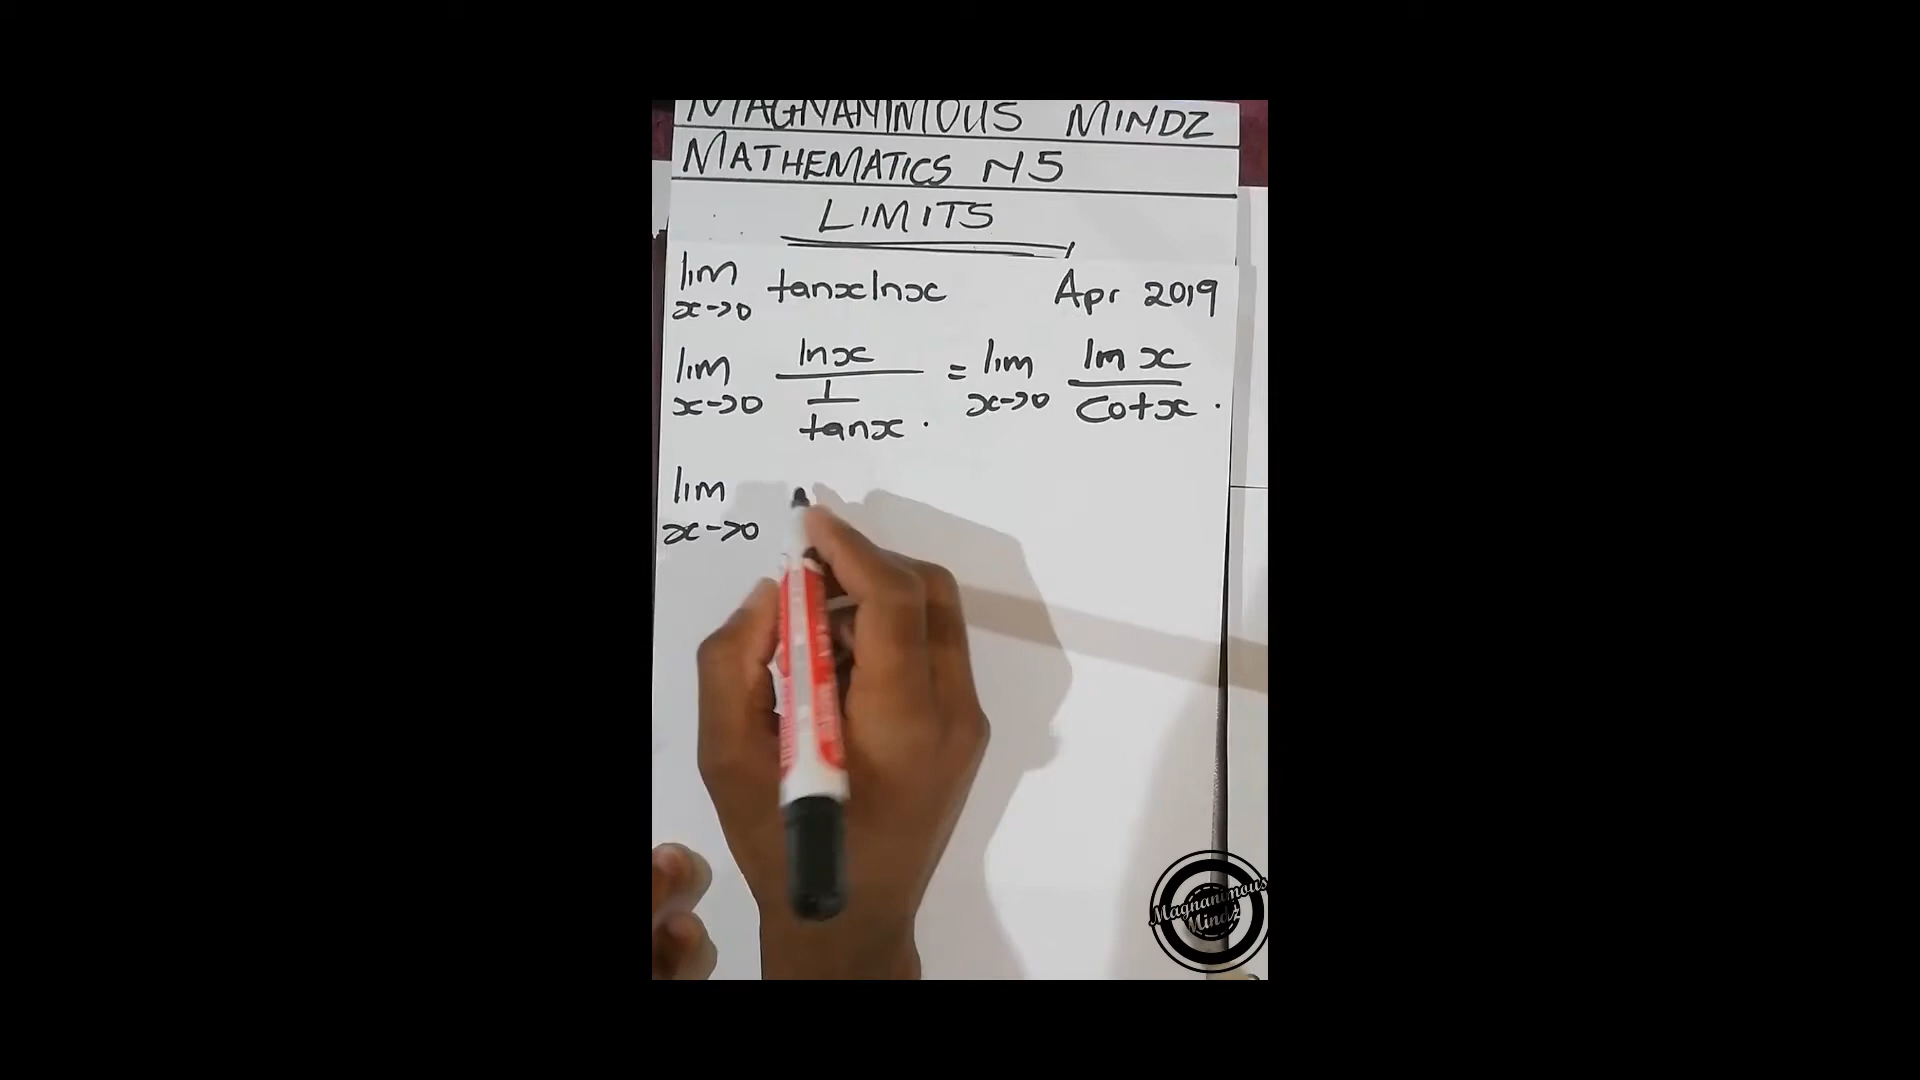 MAGNANIMOUS MINDZ
MATHEMATICS N5
LIMITS
lim x->0 tanxlnx Apr 2019
lim x->0 lnx / 1/tanx . = lim x->0 lm x / Cotx .
lim x->0
Magnanimous
Mindz